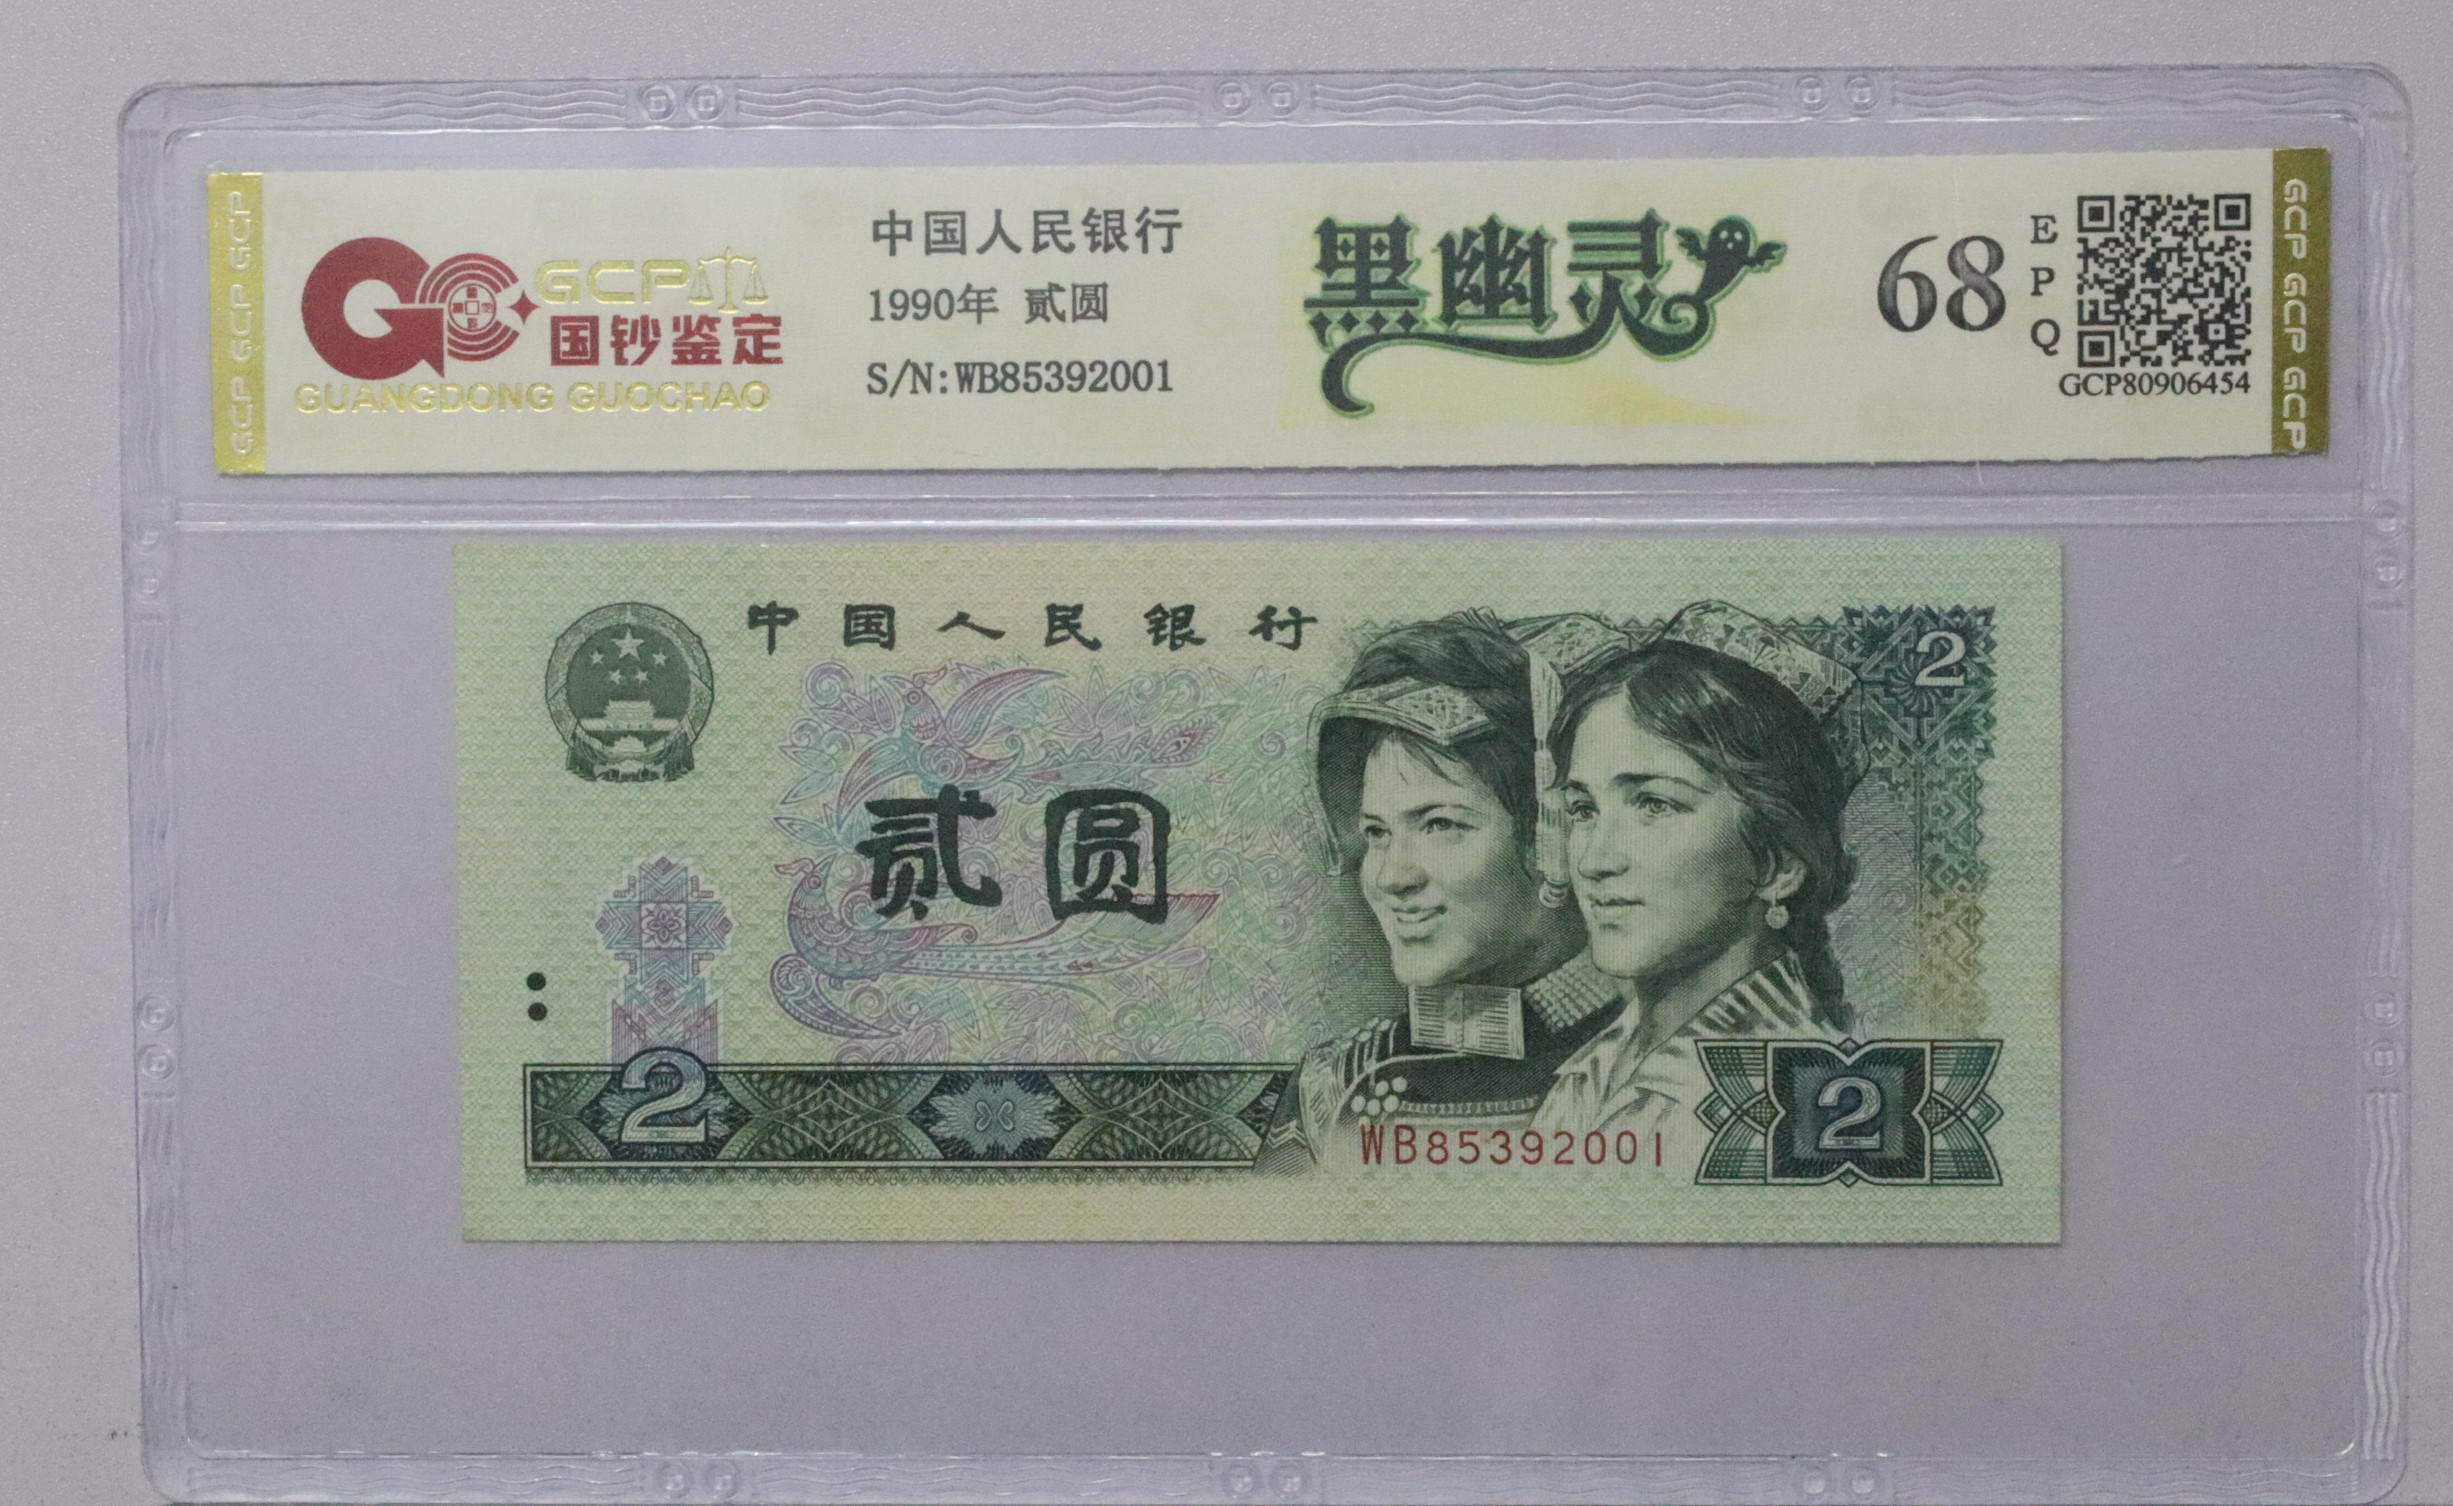 GCP GCP GCP
GCP
国钞鉴定
GUANGDONG GUOCHAO
中国人民银行
1990年 贰圆
S/N:WB85392001
黑幽灵
68
E
P
Q
GCP80906454
GCP GCP GCP
中国人民银行
2
贰圆
2
WB85392001
2